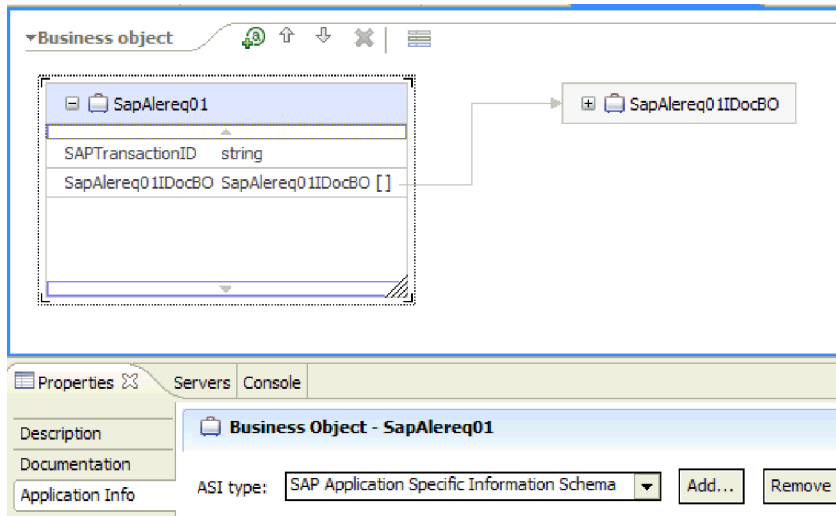 Business object
SapAlereq01
SapAlereq01IDocBO
SAPTransactionID string
SapAlereq01IDocBO SapAlereq01IDocBO []
Properties Servers Console
Business Object - SapAlereq01
Description
Documentation
Application Info
ASI type: SAP Application Specific Information Schema Add... Remove